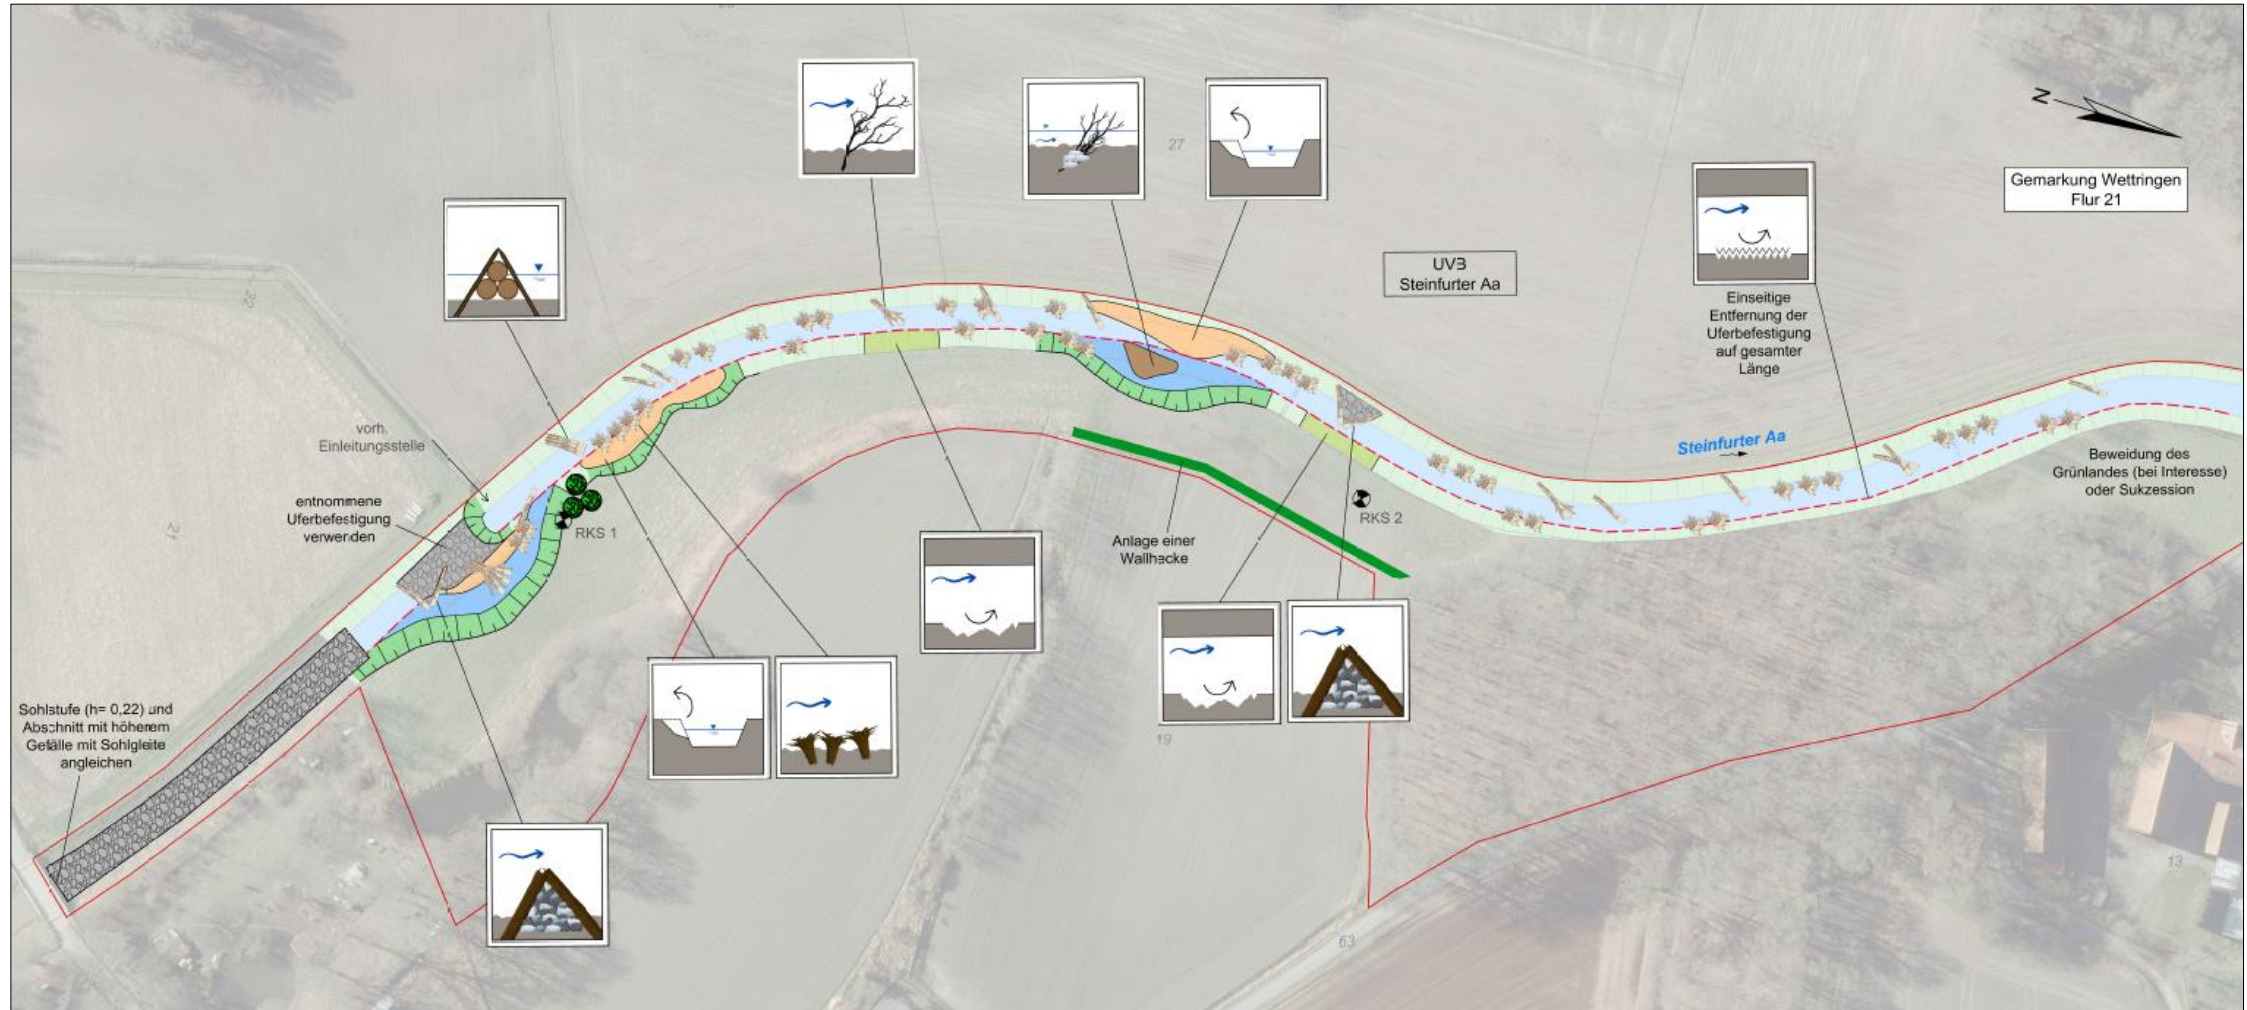 N
Gemarkung Wettringen
Flur 21
27
UVB
Steinfurter Aa
Einseitige
Entfernung der
Uferbefestigung
auf gesamter
Länge
vorh.
Einleitungsstelle
entnommene
Uferbefestigung
verwenden
21
RKS 1
RKS 2
Steinfurter Aa
Beweidung des
Grünlandes (bei Interesse)
oder Sukzession
Anlage einer
Wallhecke
Sohlstufe (h= 0,22) und
Abschnitt mit höherem
Gefälle mit Sohlgleite
angleichen
19
13
63